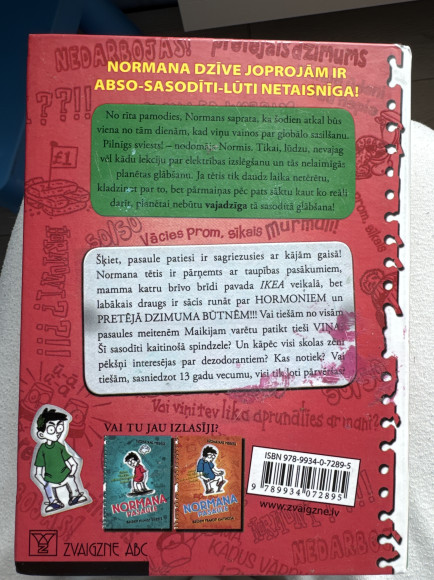 NEDARBOJAS!
pretējais dzimums
NORMANA DZĪVE JOPROJĀM IR
ABSO-SASODĪTI-LŪTI NETAISNĪGA!
??!!
No rīta pamodies, Normans saprata, ka šodien atkal būs
viena no tām dienām, kad viņu vainos par globālo sasilšanu.
Pilnīgs sviests! – nodomāja Normis. Tikai, lūdzu, nevajag
vēl kādu lekciju par elektrības izslēgšanu un tās nelaimīgās
planētas glābšanu! Ja tētis tik daudz laika netērētu,
kladzinot par to, bet pārmaiņas pēc pats sāktu kaut ko reāli
darīt, planētai nebūtu vajadzīga tā sasodītā glābšana!
£1
50/50
Vācies prom, sīkais
Murmuli!
Šķiet, pasaule patiesi ir sagriezusies ar kājām gaisā!
Normana tētis ir pārņemts ar taupības pasākumiem,
mamma katru brīvo brīdi pavada IKEA veikalā, bet
labākais draugs ir sācis runāt par HORMONIEM un
PRETĒJĀ DZIMUMA BŪTNĒM!!! Vai tiešām no visām
pasaules meitenēm Maikijam varētu patikt tieši VIŅA?
Šī sasodīti kaitinošā spindzele? Un kāpēc visi skolas zeņi
pēkšņi interesējas par dezodorantiem? Kas notiek? Vai
tiešām, sasniedzot 13 gadu vecumu, visi tik ļoti pārvēršas?
Vai viņi tev lika aprunāties ar mani?
VAI TU JAU IZLASĪJI?
NORMANA
PASAULE
NORMANA
PASAULE
ISBN 978-9934-0-7289-5
9 789934 072895
www.zvaigzne.lv
ZVAIGZNE ABC